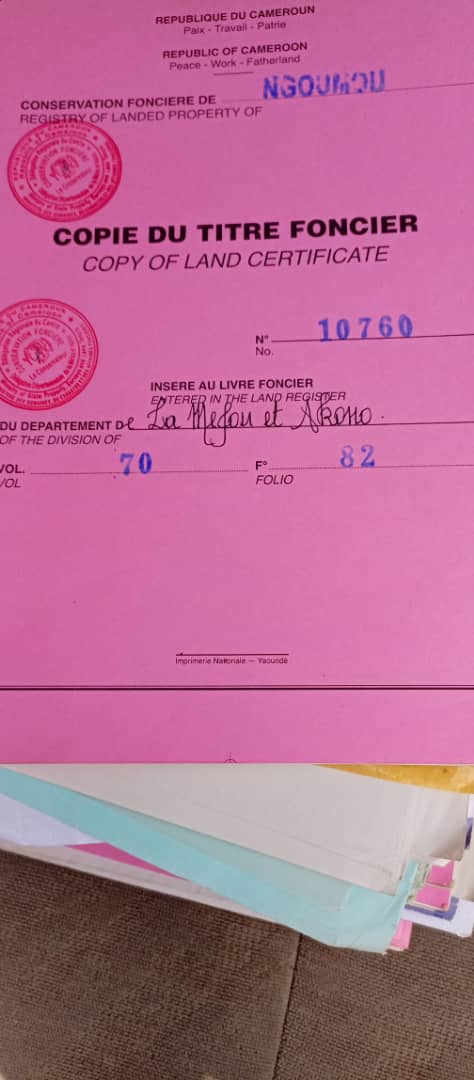 REPUBLIQUE DU CAMEROUN
Paix - Travail - Patrie
REPUBLIC OF CAMEROON
Peace - Work - Fatherland
CONSERVATION FONCIERE DE NGOUMOU
REGISTRY OF LANDED PROPERTY OF
COPIE DU TITRE FONCIER
COPY OF LAND CERTIFICATE
N° 10760
No.
INSERE AU LIVRE FONCIER
ENTERED IN THE LAND REGISTER
DU DEPARTEMENT De La Mefou et AKONO.
OF THE DIVISION OF
VOL. 70 F° 82
VOL FOLIO
Imprimerie Nationale — Yaoundé